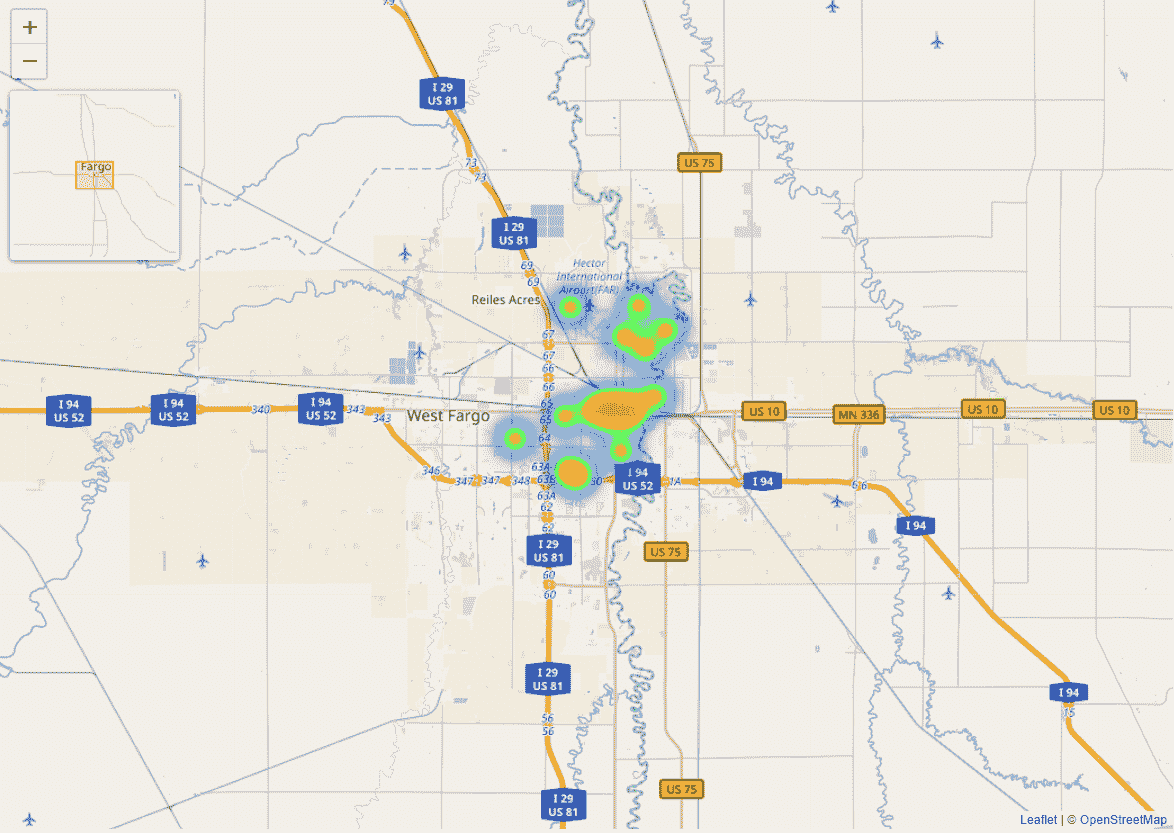 79
+
I 29
US 81
−
73
73
US 75
Fargo
I 29
US 81
69
69
Hector
International
Airport(FAR)
Reiles Acres
67
67
66
66
I 94
US 52
I 94
US 52
340
I 94
US 52
343
343
West Fargo
65
65
64
US 10
MN 336
US 10
US 10
346
347
347
348
63A
63B
63A
I 94
US 52
1A
I 94
6
6
62
62
I 94
I 29
US 81
US 75
60
60
I 29
US 81
I 94
15
56
56
US 75
I 29
US 81
Leaflet | © OpenStreetMap